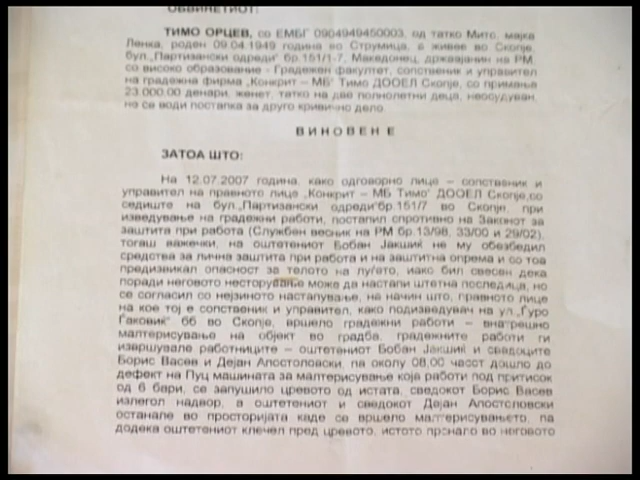 ОБВИНЕТИОТ:
ТИМО ОРЦЕВ, со ЕМБГ 0904949450003, од татко Мито, мајка
Ленка, роден 09.04.1949 година во Струмица, а живее во Скопје,
бул.„Партизански одреди“ бр.151/1-7, Македонец, државјанин на РМ,
со високо образование - Градежен факултет, сопственик и управител
на градежна фирма „Конкрит – МБ“ Тимо ДООЕЛ Скопје, со примања
23.000.00 денари, женет, татко на две полнолетни деца, неосудуван,
но се води постапка за друго кривично дело.
В И Н О В Е Н Е
ЗАТОА ШТО:
На 12.07.2007 година, како одговорно лице – сопственик и
управител на правното лице „Конкрит – МБ Тимо“ ДООЕЛ Скопје,со
седиште на бул.„Партизански одреди“бр.151/7 во Скопје, при
изведување на градежни работи, постапил спротивно на Законот за
заштита при работа (Службен весник на РМ бр.13/98, 33/00 и 29/02),
тогаш важечки, на оштетениот Бобан Јакшиќ не му обезбедил
средства за лична заштита при работа и на заштитна опрема и со тоа
предизвикал опасност за телото на луѓето, иако бил свесен дека
поради неговото несторување може да настапи штетна последица, но
се согласил со нејзиното настапување, на начин што, правното лице
на кое тој е сопственик и управител, како подизведувач на ул.„Ѓуро
Ѓаковиќ“ бб во Скопје, вршело градежни работи – внатрешно
малтерисување на објект во градба, градежните работи ги
извршувале работниците – оштетениот Бобан Јакшиќ и сведоците
Борис Васев и Дејан Апостоловски, па околу 08,00 часот дошло до
дефект на Пуц машината за малтерисување која работи под притисок
од 6 бари, се запушило цревото од истата, сведокот Борис Васев
излегол надвор, а оштетениот и сведокот Дејан Апостоловски
останале во просторијата каде се вршело малтерисувањето, па
додека оштетениот клечел пред цревото, истото прснало во неговото